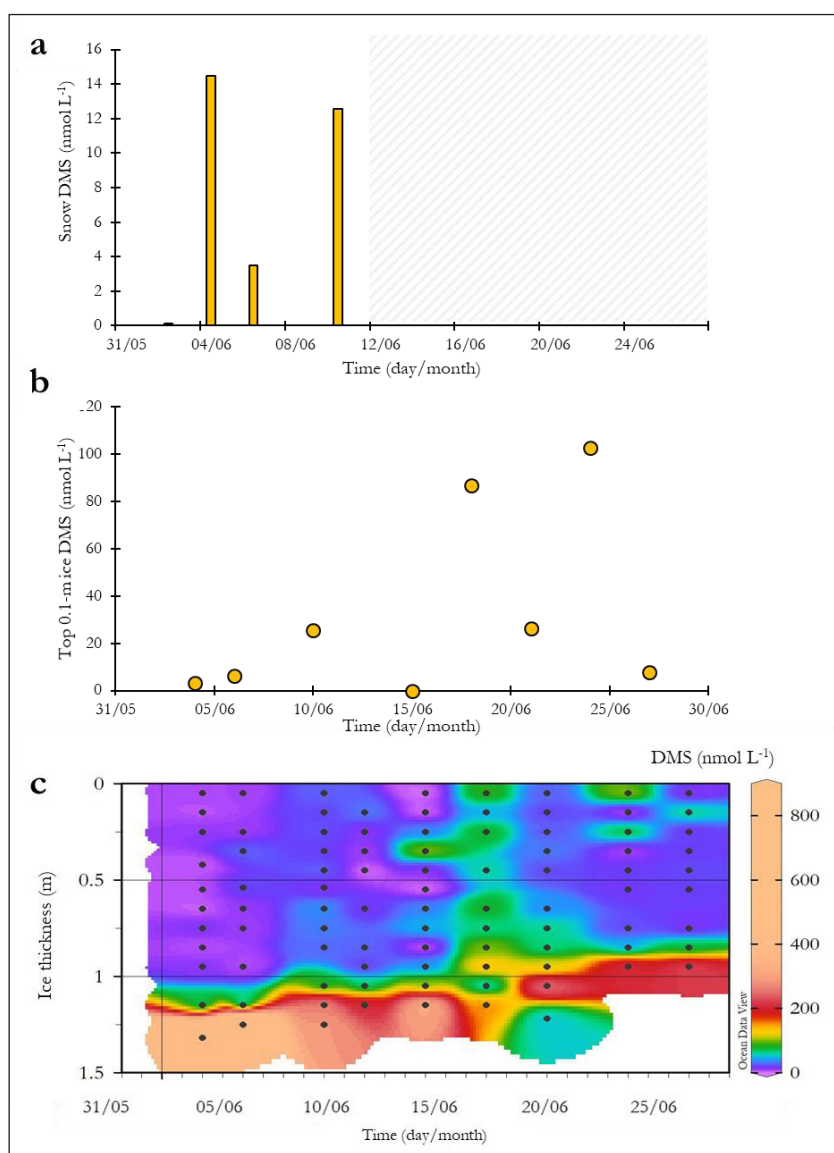 a
Snow DMS (nmol L-1)
16
14
12
10
8
6
4
2
0
31/05 04/06 08/06 12/06 16/06 20/06 24/06
Time (day/month)
b
Top 0.1-m ice DMS (nmol L-1)
20
100
80
60
40
20
0
31/05 05/06 10/06 15/06 20/06 25/06 30/06
Time (day/month)
DMS (nmol L-1)
c
Ice thickness (m)
0
0.5
1
1.5
800
600
400
200
0
Ocean Data View
31/05 05/06 10/06 15/06 20/06 25/06
Time (day/month)